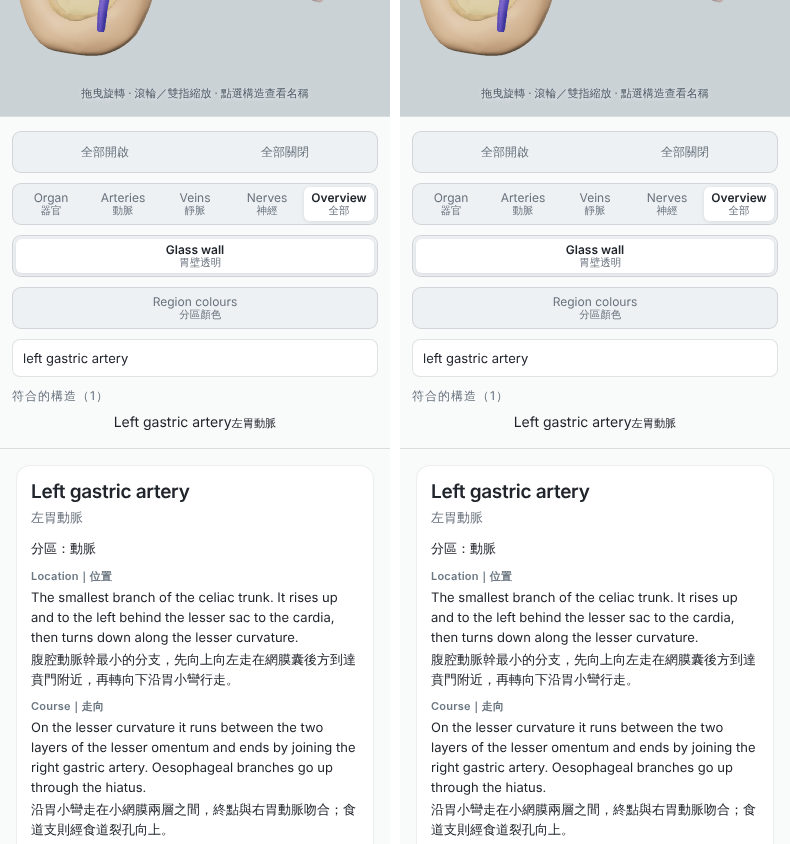 拖曳旋轉 · 滾輪／雙指縮放 · 點選構造查看名稱
全部開啟 全部關閉
Organ Arteries Veins Nerves Overview
器官 動脈 靜脈 神經 全部
Glass wall
胃壁透明
Region colours
分區顏色
left gastric artery
符合的構造（1）
Left gastric artery左胃動脈
Left gastric artery
左胃動脈
分區：動脈
Location｜位置
The smallest branch of the celiac trunk. It rises up
and to the left behind the lesser sac to the cardia,
then turns down along the lesser curvature.
腹腔動脈幹最小的分支，先向上向左走在網膜囊後方到達
賁門附近，再轉向下沿胃小彎行走。
Course｜走向
On the lesser curvature it runs between the two
layers of the lesser omentum and ends by joining the
right gastric artery. Oesophageal branches go up
through the hiatus.
沿胃小彎走在小網膜兩層之間，終點與右胃動脈吻合；食
道支則經食道裂孔向上。
拖曳旋轉 · 滾輪／雙指縮放 · 點選構造查看名稱
全部開啟 全部關閉
Organ Arteries Veins Nerves Overview
器官 動脈 靜脈 神經 全部
Glass wall
胃壁透明
Region colours
分區顏色
left gastric artery
符合的構造（1）
Left gastric artery左胃動脈
Left gastric artery
左胃動脈
分區：動脈
Location｜位置
The smallest branch of the celiac trunk. It rises up
and to the left behind the lesser sac to the cardia,
then turns down along the lesser curvature.
腹腔動脈幹最小的分支，先向上向左走在網膜囊後方到達
賁門附近，再轉向下沿胃小彎行走。
Course｜走向
On the lesser curvature it runs between the two
layers of the lesser omentum and ends by joining the
right gastric artery. Oesophageal branches go up
through the hiatus.
沿胃小彎走在小網膜兩層之間，終點與右胃動脈吻合；食
道支則經食道裂孔向上。